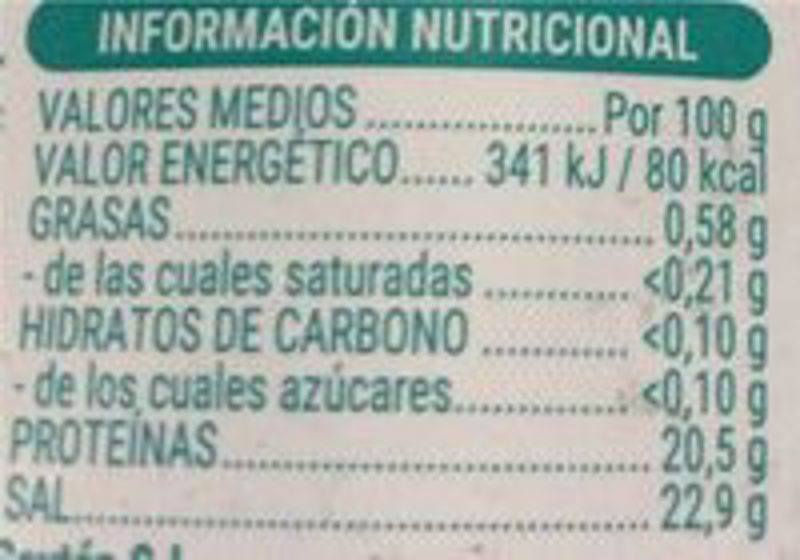 INFORMACIÓN NUTRICIONAL
VALORES MEDIOS.......................Por 100 g
VALOR ENERGÉTICO...... 341 kJ / 80 kcal
GRASAS..................................................0,58 g
- de las cuales saturadas ............... <0,21 g
HIDRATOS DE CARBONO ............... <0,10 g
- de los cuales azúcares..................<0,10 g
PROTEÍNAS............................................ 20,5 g
SAL........................................................... 22,9 g